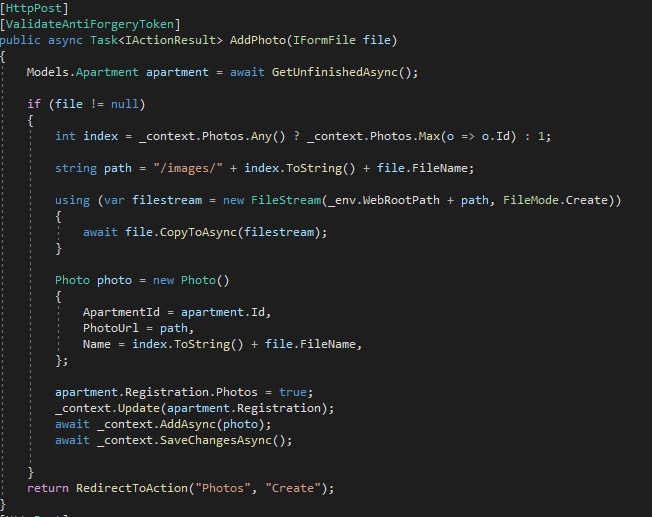 [HttpPost]
[ValidateAntiForgeryToken]
public async Task<IActionResult> AddPhoto(IFormFile file)
{
    Models.Apartment apartment = await GetUnfinishedAsync();

    if (file != null)
    {
        int index = _context.Photos.Any() ? _context.Photos.Max(o => o.Id) : 1;

        string path = "/images/" + index.ToString() + file.FileName;

        using (var filestream = new FileStream(_env.WebRootPath + path, FileMode.Create))
        {
            await file.CopyToAsync(filestream);
        }

        Photo photo = new Photo()
        {
            ApartmentId = apartment.Id,
            PhotoUrl = path,
            Name = index.ToString() + file.FileName,
        };

        apartment.Registration.Photos = true;
        _context.Update(apartment.Registration);
        await _context.AddAsync(photo);
        await _context.SaveChangesAsync();

    }
    return RedirectToAction("Photos", "Create");
}